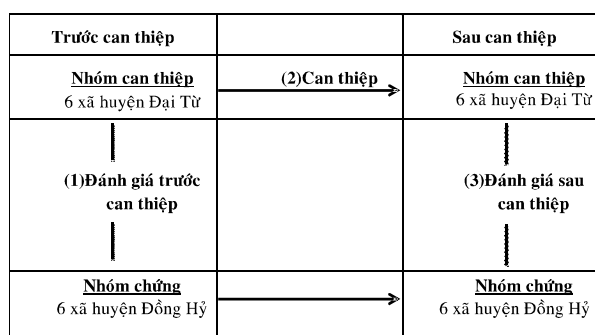 Trước can thiệp
Sau can thiệp
Nhóm can thiệp
(2)Can thiệp
Nhóm can thiệp
6 xã huyện Đại Từ
6 xã huyện Đại Từ
(1)Đánh giá trước
can thiệp
(3)Đánh giá sau
can thiệp
Nhóm chứng
Nhóm chứng
6 xã huyện Đồng Hỷ
6 xã huyện Đồng Hỷ